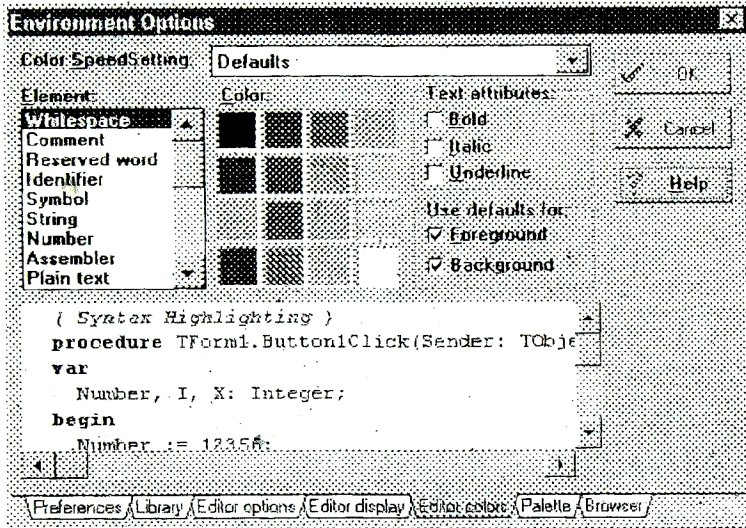 Environment Options
Color SpeedSetting: Defaults
OK
Element:
Color:
Text attributes:
Whitespace
Comment
Reserved word
Identifier
Symbol
String
Number
Assembler
Plain text
Bold
Italic
Underline
Cancel
Help
Use defaults for:
Foreground
Background
{ Syntax Highlighting }
procedure TForm1.Button1Click(Sender: TObje
var
Number, I, X: Integer;
begin
Number := 12356;
Preferences Library Editor options Editor display Editor colors Palette Browser